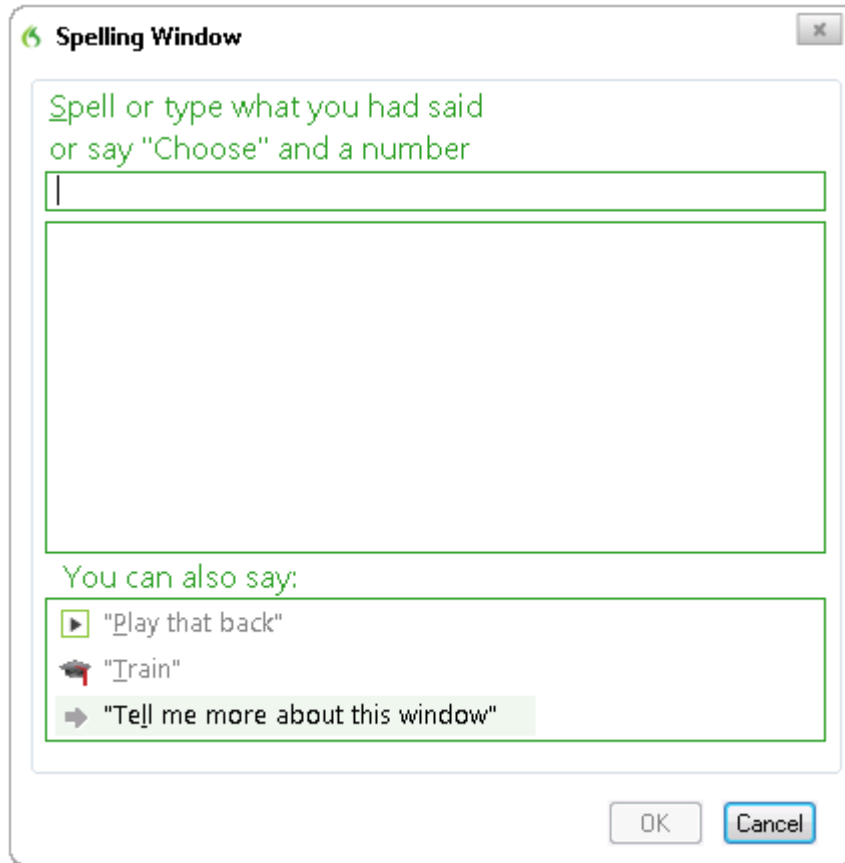 Spelling Window
Spell or type what you had said
or say "Choose" and a number
You can also say:
"Play that back"
"Train"
"Tell me more about this window"
OK
Cancel